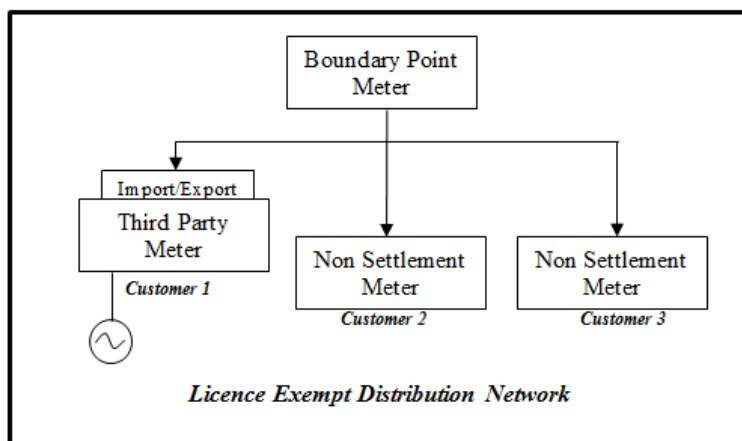 Boundary Point
Meter
Import/Export
Third Party
Meter
Customer 1
Non Settlement
Meter
Customer 2
Non Settlement
Meter
Customer 3
Licence Exempt Distribution Network